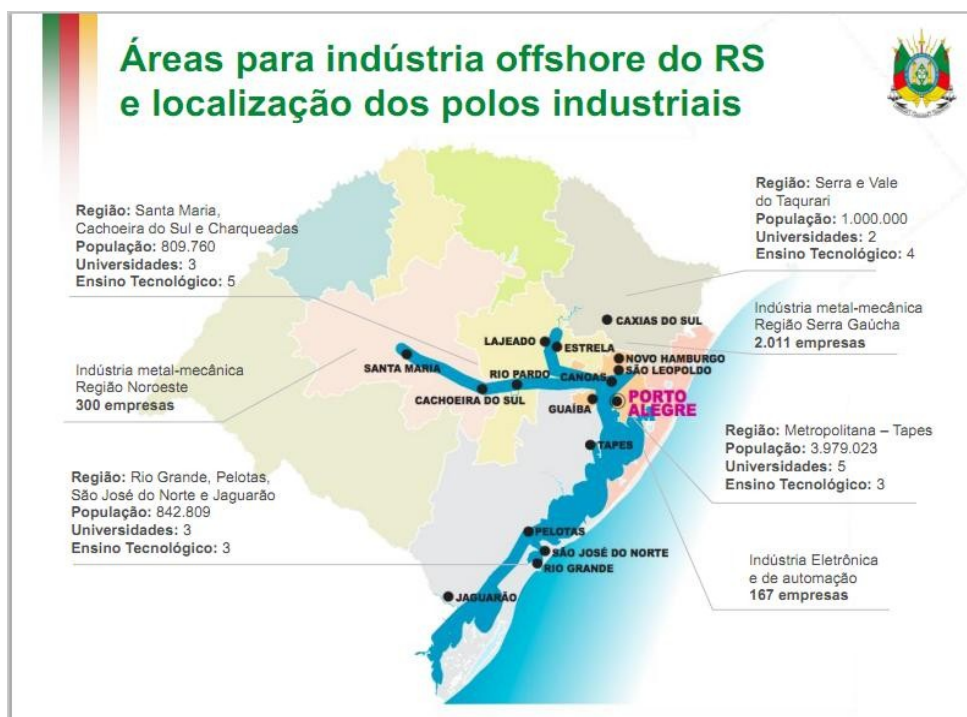 Áreas para indústria offshore do RS
e localização dos polos industriais
Região: Santa Maria,
Cachoeira do Sul e Charqueadas
População: 809.760
Universidades: 3
Ensino Tecnológico: 5
Indústria metal-mecânica
Região Noroeste
300 empresas
Região: Rio Grande, Pelotas,
São José do Norte e Jaguarão
População: 842.809
Universidades: 3
Ensino Tecnológico: 3
Região: Serra e Vale
do Taqurari
População: 1.000.000
Universidades: 2
Ensino Tecnológico: 4
Indústria metal-mecânica
Região Serra Gaúcha
2.011 empresas
Região: Metropolitana – Tapes
População: 3.979.023
Universidades: 5
Ensino Tecnológico: 3
Indústria Eletrônica
e de automação
167 empresas
CAXIAS DO SUL
LAJEADO
ESTRELA
NOVO HAMBURGO
SÃO LEOPOLDO
SANTA MARIA
RIO PARDO
CANOAS
CACHOEIRA DO SUL
GUAÍBA
PORTO
ALEGRE
TAPES
PELOTAS
SÃO JOSÉ DO NORTE
RIO GRANDE
JAGUARÃO